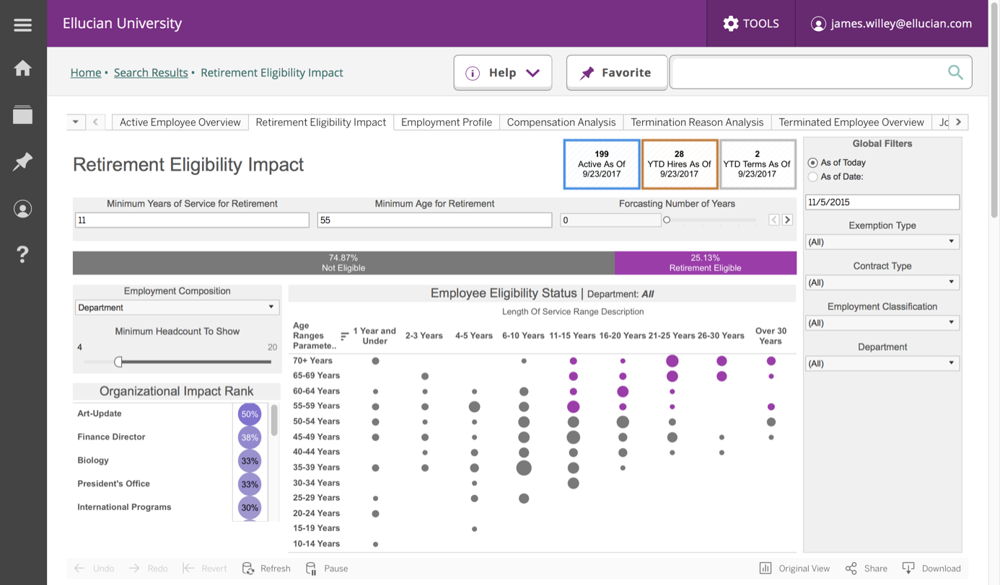 Ellucian University
TOOLS
james.willey@ellucian.com
Home • Search Results • Retirement Eligibility Impact
Help
Favorite
Active Employee Overview
Retirement Eligibility Impact
Employment Profile
Compensation Analysis
Termination Reason Analysis
Terminated Employee Overview
Jo
Retirement Eligibility Impact
199
Active As Of
9/23/2017
28
YTD Hires As Of
9/23/2017
2
YTD Terms As Of
9/23/2017
Minimum Years of Service for Retirement
11
Minimum Age for Retirement
55
Forcasting Number of Years
0
74.87%
Not Eligible
25.13%
Retirement Eligible
Employment Composition
Department
Minimum Headcount To Show
4
20
Organizational Impact Rank
Art-Update 50%
Finance Director 38%
Biology 33%
President's Office 33%
International Programs 30%
Employee Eligibility Status | Department: All
Length Of Service Range Description
Age
Ranges
Paramete..
1 Year and
Under
2-3 Years
4-5 Years
6-10 Years
11-15 Years
16-20 Years
21-25 Years
26-30 Years
Over 30
Years
70+ Years
65-69 Years
60-64 Years
55-59 Years
50-54 Years
45-49 Years
40-44 Years
35-39 Years
30-34 Years
25-29 Years
20-24 Years
15-19 Years
10-14 Years
Global Filters
As of Today
As of Date:
11/5/2015
Exemption Type
(All)
Contract Type
(All)
Employment Classification
(All)
Department
(All)
Undo
Redo
Revert
Refresh
Pause
Original View
Share
Download